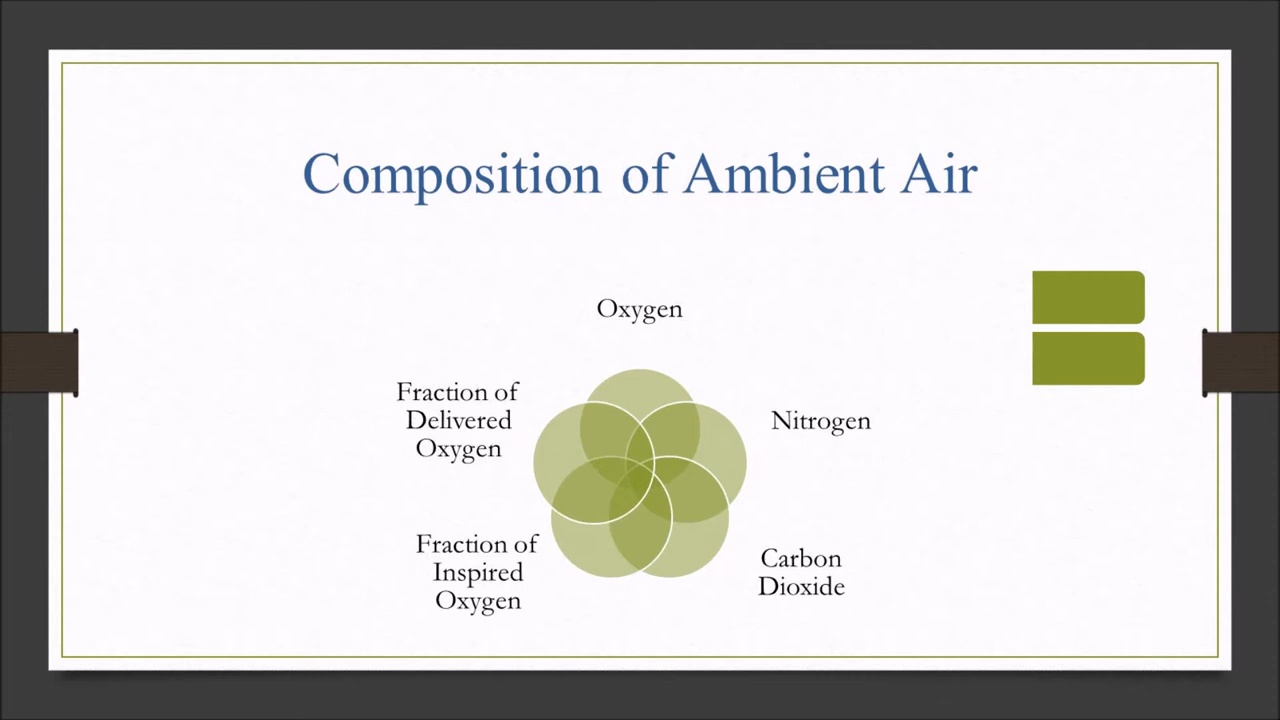 Composition of Ambient Air
Oxygen
Fraction of
Delivered
Oxygen
Nitrogen
Fraction of
Inspired
Oxygen
Carbon
Dioxide